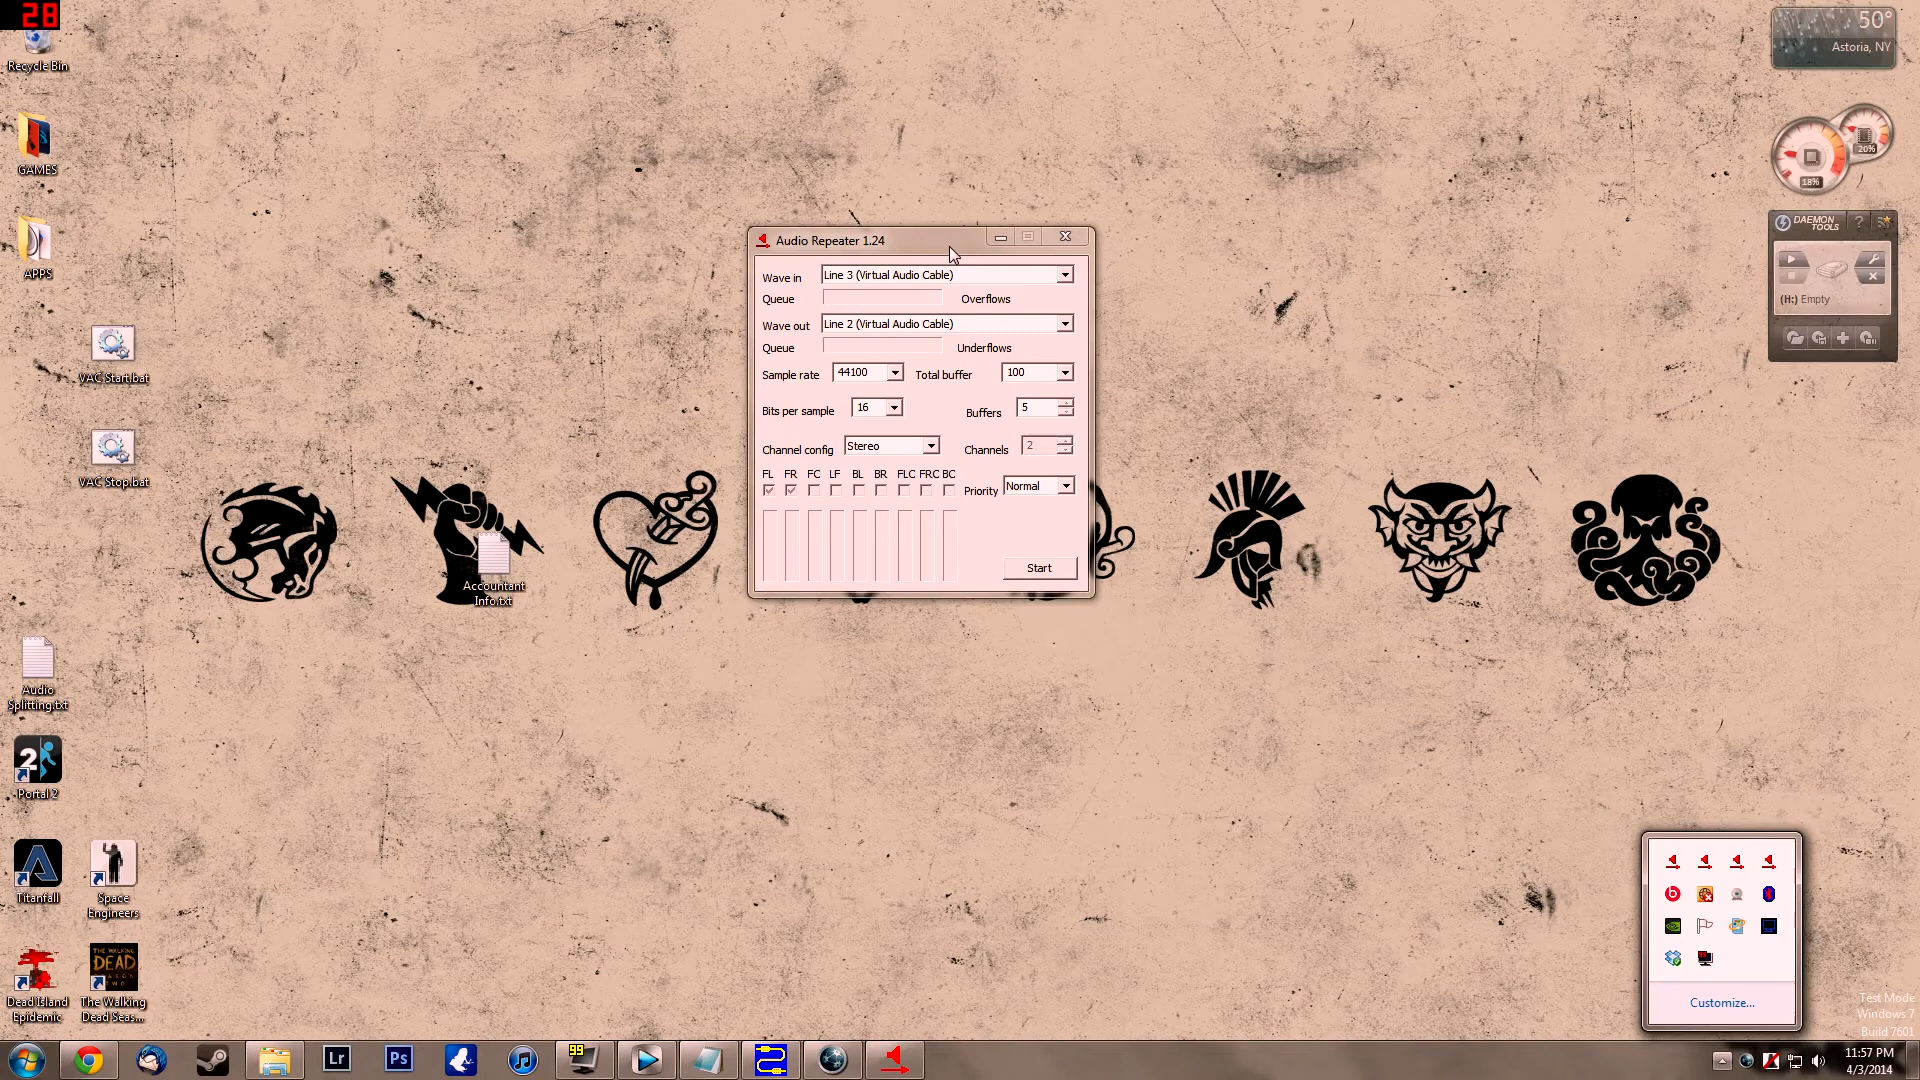 28
Recycle Bin
GAMES
APPS
VAC Start.bat
VAC Stop.bat
Accountant
Info.txt
Audio
Splitting.txt
2
Portal 2
Titanfall
Space
Engineers
Dead Island
Epidemic
THE WALKING
DEAD
The Walking
Dead Seas...
Audio Repeater 1.24
Wave in
Line 3 (Virtual Audio Cable)
Queue
Overflows
Wave out
Line 2 (Virtual Audio Cable)
Queue
Underflows
Sample rate
44100
Total buffer
100
Bits per sample
16
Buffers
5
Channel config
Stereo
Channels
2
FL FR FC LF BL BR FLC FRC BC
Priority
Normal
Start
50°
Astoria, NY
20%
18%
DAEMON
TOOLS
?
(H:) Empty
Customize...
Test Mode
Windows 7
Build 7601
Lr
Ps
99
11:57 PM
4/3/2014